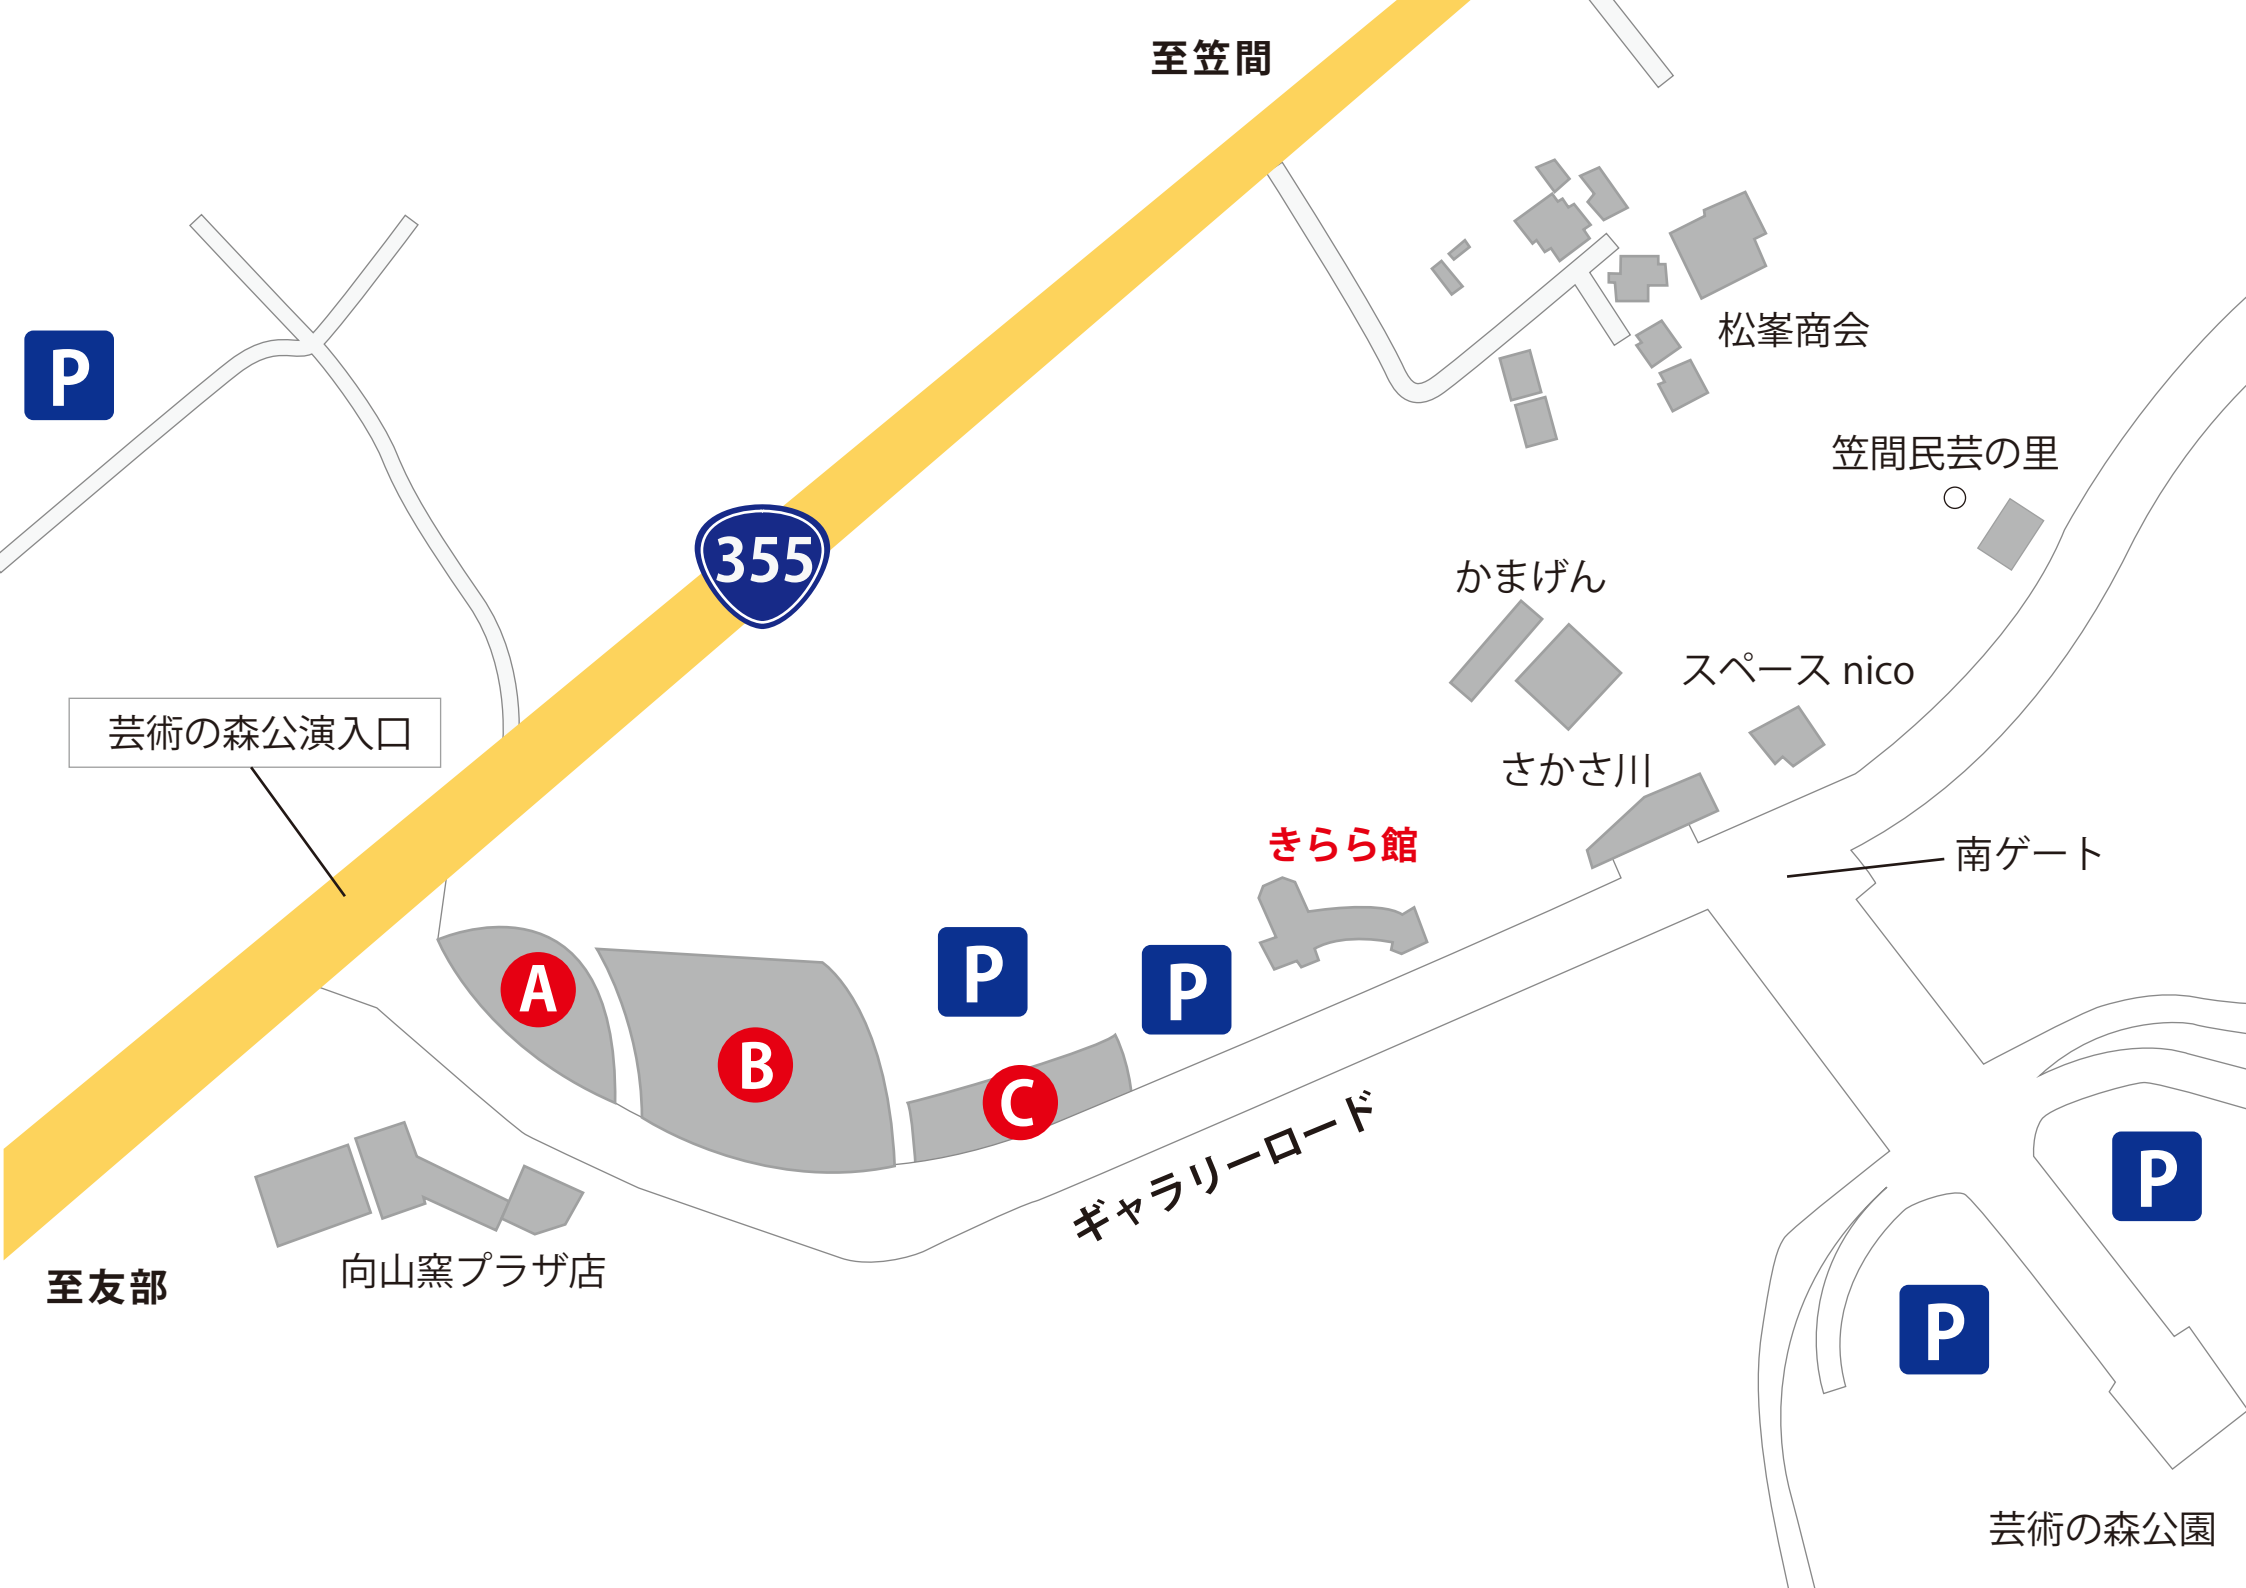 至笠間
松峯商会
P
笠間民芸の里
355
かまげん
スペース nico
芸術の森公演入口
さかさ川
きらら館
南ゲート
A
P
P
B
C
ギャラリーロード
P
向山窯プラザ店
至友部
P
芸術の森公園